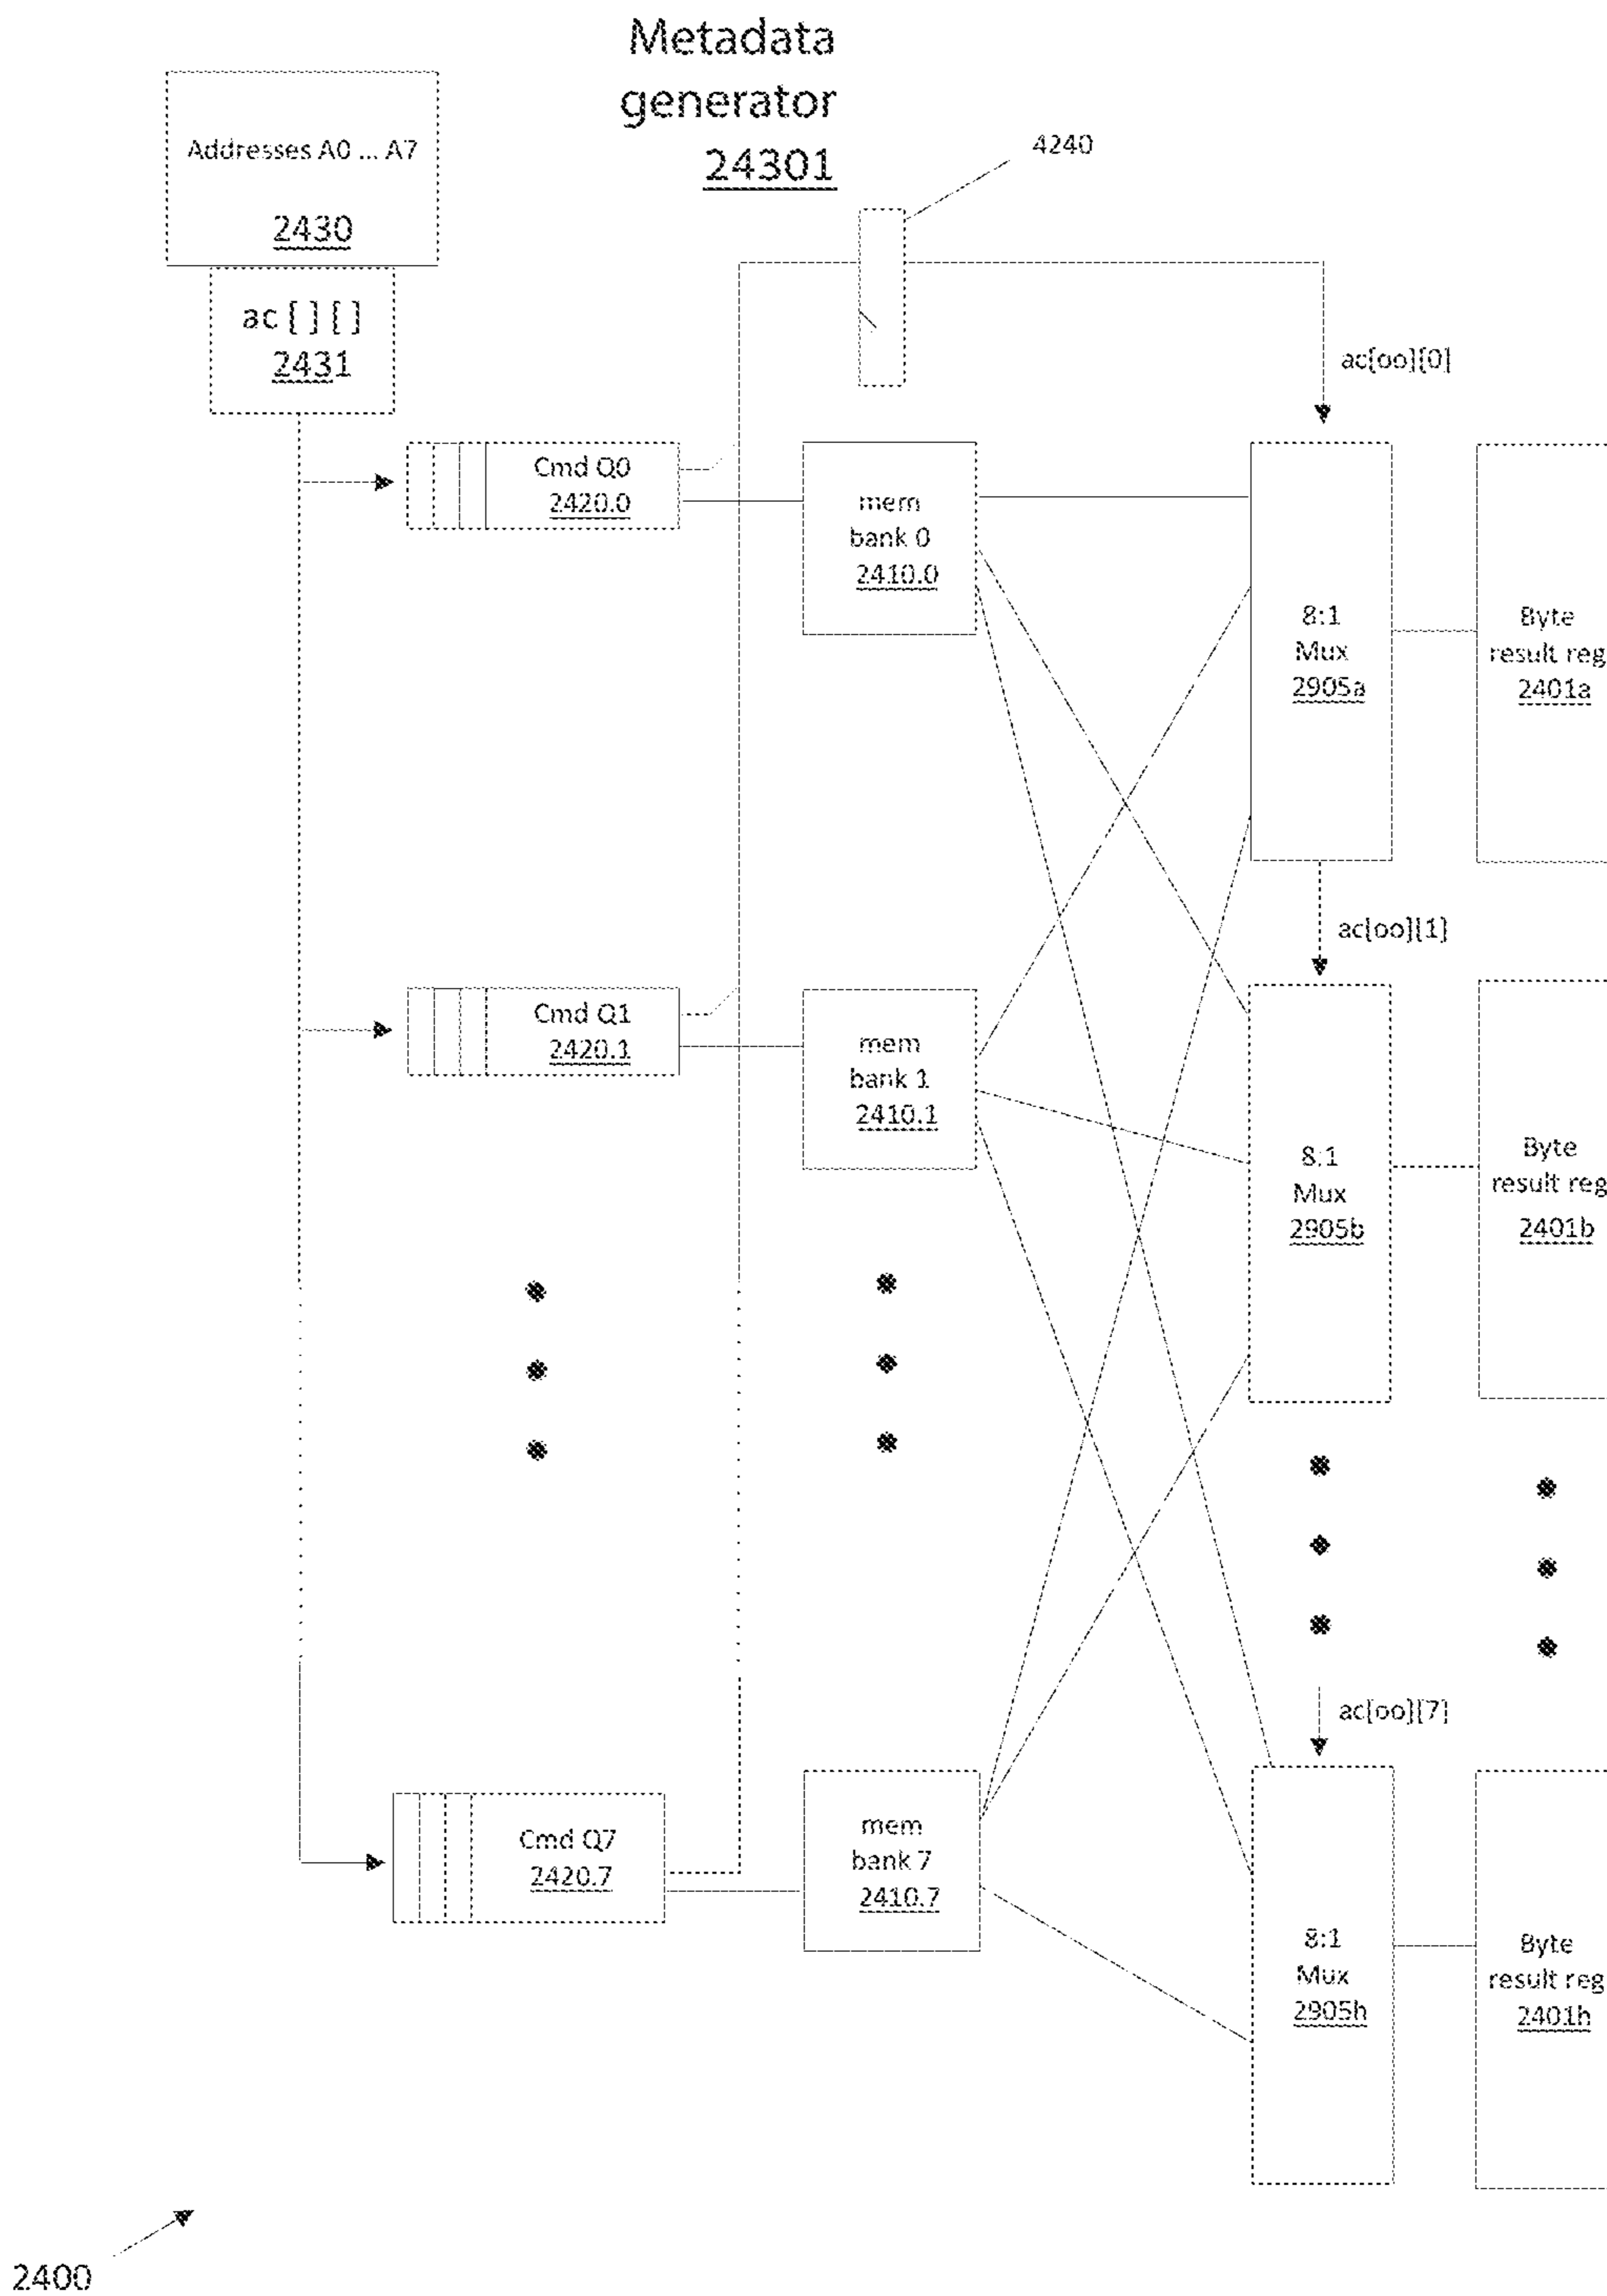 Metadata
generator
24301
4240
Addresses A0 ... A7
2430
ac [ ] [ ]
2431
ac[oo][0]
Cmd Q0
2420.0
mem
bank 0
2410.0
8:1
Mux
2905a
Byte
result reg
2401a
ac[oo][1]
Cmd Q1
2420.1
mem
bank 1
2410.1
8:1
Mux
2905b
Byte
result reg
2401b
ac[oo][7]
Cmd Q7
2420.7
mem
bank 7
2410.7
8:1
Mux
2905h
Byte
result reg
2401h
2400